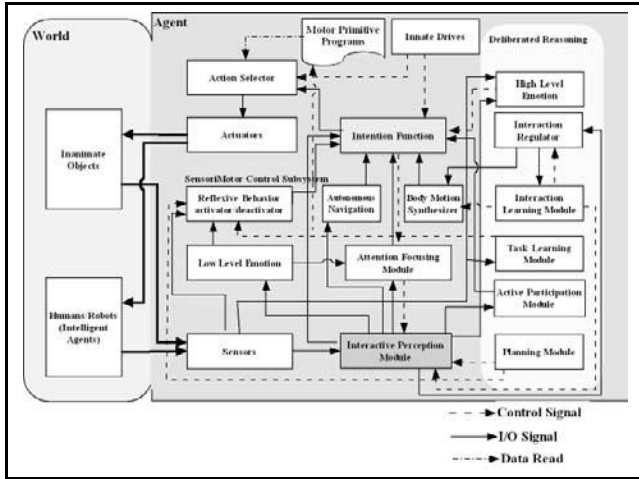 World
Agent
Motor Primitive
Programs
Innate Drives
Deliberated Reasoning
Action Selector
High Level
Emotion
Actuators
Intention Function
Interaction
Regulator
Inanimate
Objects
SensoriMotor Control Subsystem
Reflexive Behavior
activator/deactivator
Autonomous
Navigation
Body Motion
Synthesizer
Interaction
Learning Module
Low Level Emotion
Attention Focusing
Module
Task Learning
Module
Active Participation
Module
Humans Robots
(Intelligent
Agents)
Sensors
Interactive Perception
Module
Planning Module
Control Signal
I/O Signal
Data Read